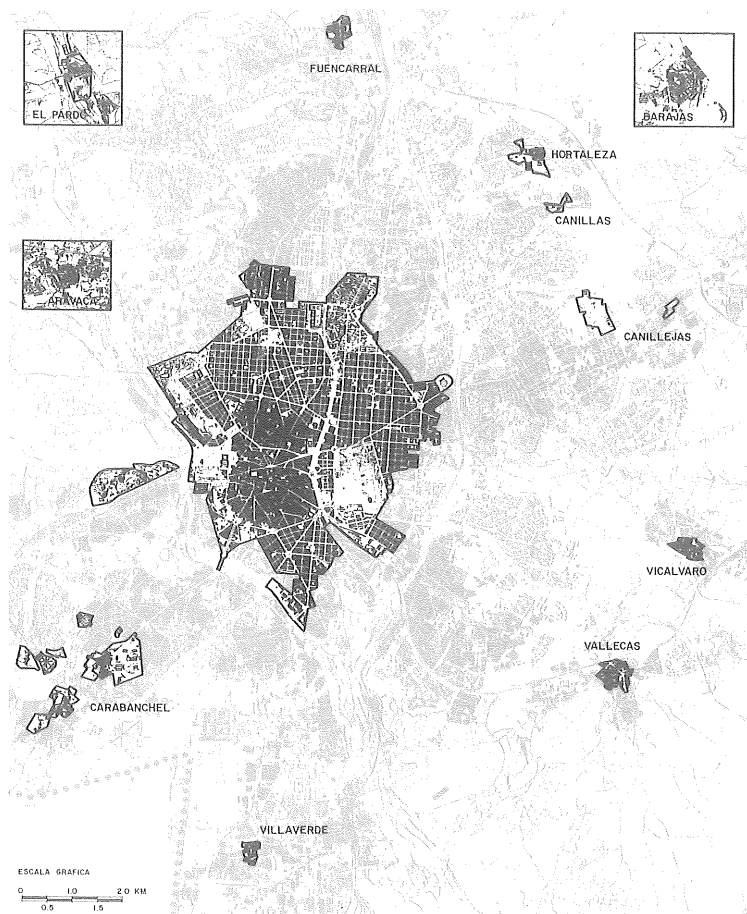 FUENCARRAL
EL PARDO
BARAJAS
HORTALEZA
CANILLAS
ARAVACA
CANILLEJAS
VICALVARO
VALLECAS
CARABANCHEL
VILLAVERDE
ESCALA GRAFICA
0 1.0 2.0 KM
0.5 1.5